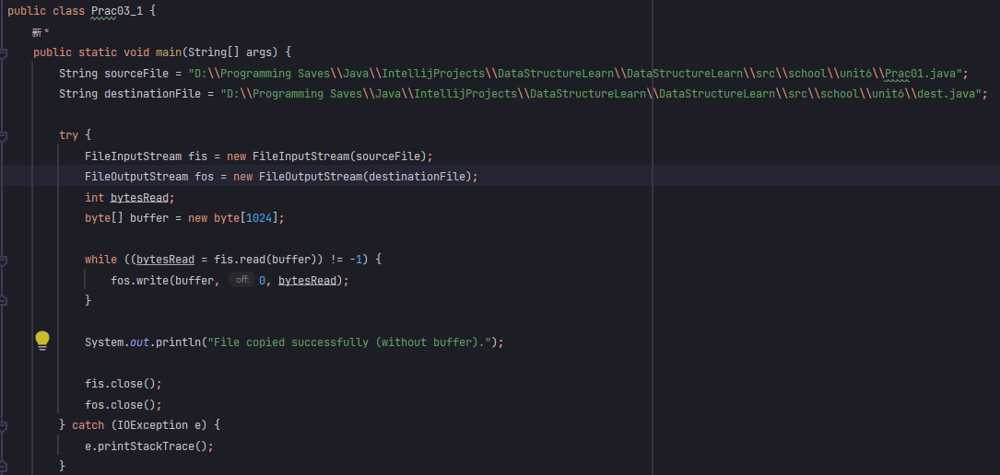 public class Prac03_1 {
新 *
public static void main(String[] args) {
String sourceFile = "D:\\Programming Saves\\Java\\IntellijProjects\\DataStructureLearn\\DataStructureLearn\\src\\school\\unit6\\Prac01.java";
String destinationFile = "D:\\Programming Saves\\Java\\IntellijProjects\\DataStructureLearn\\DataStructureLearn\\src\\school\\unit6\\dest.java";
try {
FileInputStream fis = new FileInputStream(sourceFile);
FileOutputStream fos = new FileOutputStream(destinationFile);
int bytesRead;
byte[] buffer = new byte[1024];
while ((bytesRead = fis.read(buffer)) != -1) {
fos.write(buffer, off: 0, bytesRead);
}
System.out.println("File copied successfully (without buffer).");
fis.close();
fos.close();
} catch (IOException e) {
e.printStackTrace();
}